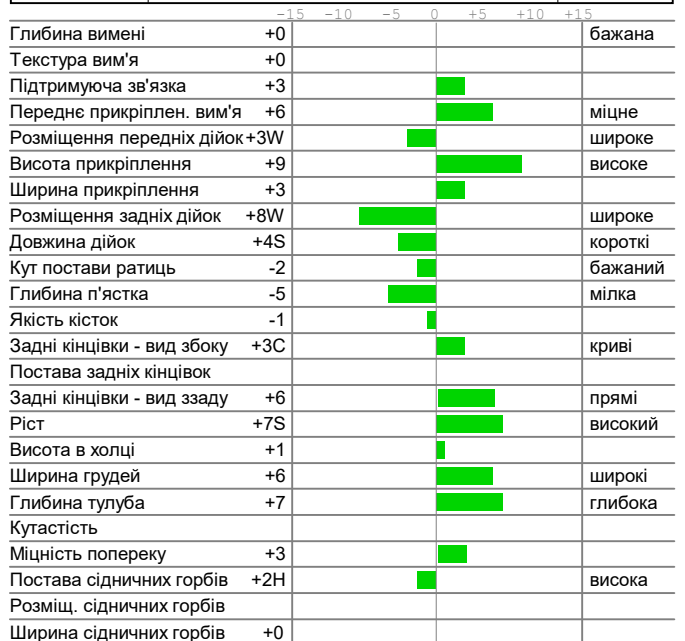 -15 -10 -5 0 +5 +10 +15
Глибина вимені +0 бажана
Текстура вим'я +0
Підтримуюча зв'язка +3
Переднє прикріплен. вим'я +6 міцне
Розміщення передніх дійок +3W широке
Висота прикріплення +9 високе
Ширина прикріплення +3
Розміщення задніх дійок +8W широке
Довжина дійок +4S короткі
Кут постави ратиць -2 бажаний
Глибина п'ястка -5 мілка
Якість кісток -1
Задні кінцівки - вид збоку +3C криві
Постава задніх кінцівок
Задні кінцівки - вид ззаду +6 прямі
Ріст +7S високий
Висота в холці +1
Ширина грудей +6 широкі
Глибина тулуба +7 глибока
Кутастість
Міцність попереку +3
Постава сідничних горбів +2H висока
Розміщ. сідничних горбів
Ширина сідничних горбів +0